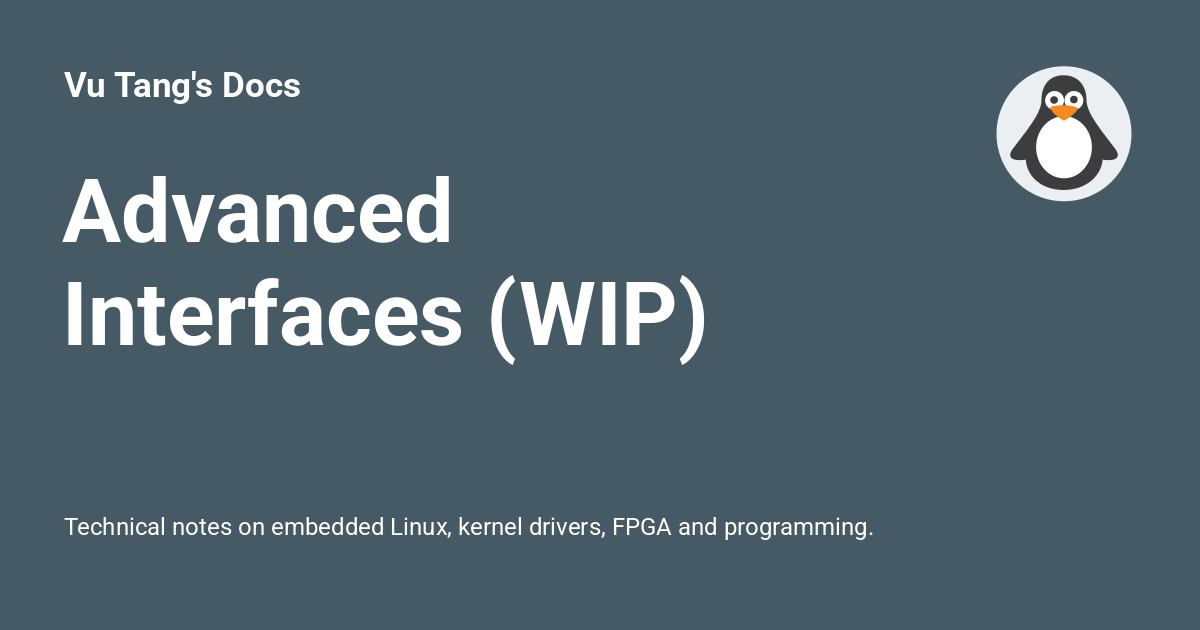 Vu Tang's Docs
Advanced
Interfaces (WIP)
Technical notes on embedded Linux, kernel drivers, FPGA and programming.